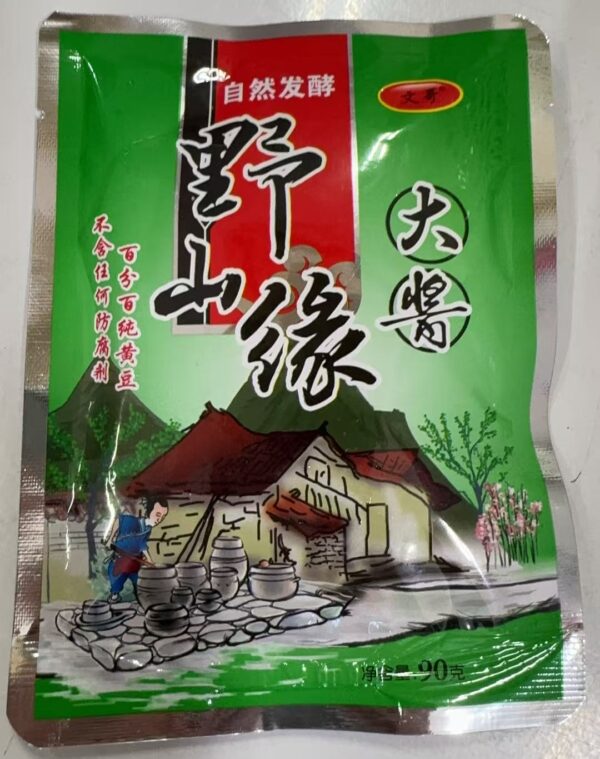 自然发酵
文哥
野山缘
大酱
百分百纯黄豆
不含任何防腐剂
净含量:90克